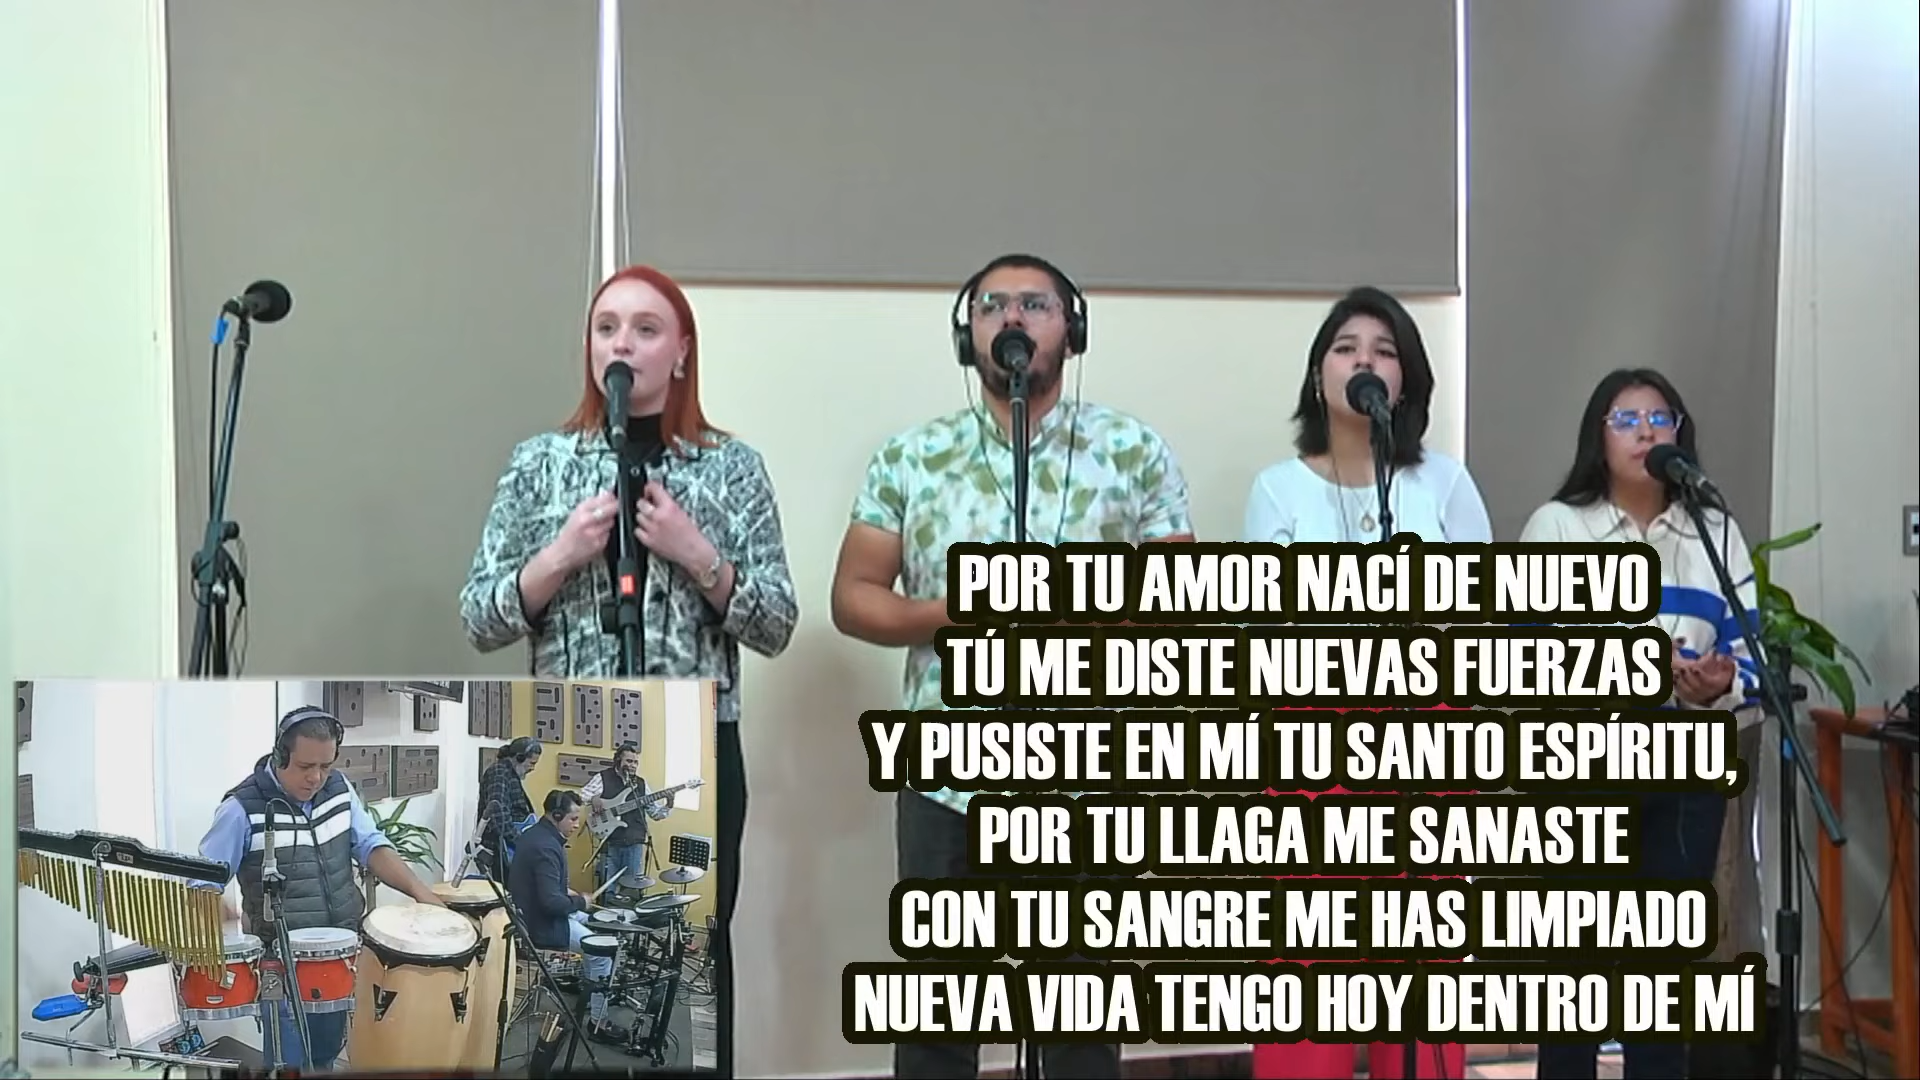 POR TU AMOR NACÍ DE NUEVO
TÚ ME DISTE NUEVAS FUERZAS
Y PUSISTE EN MÍ TU SANTO ESPÍRITU,
POR TU LLAGA ME SANASTE
CON TU SANGRE ME HAS LIMPIADO
NUEVA VIDA TENGO HOY DENTRO DE MÍ